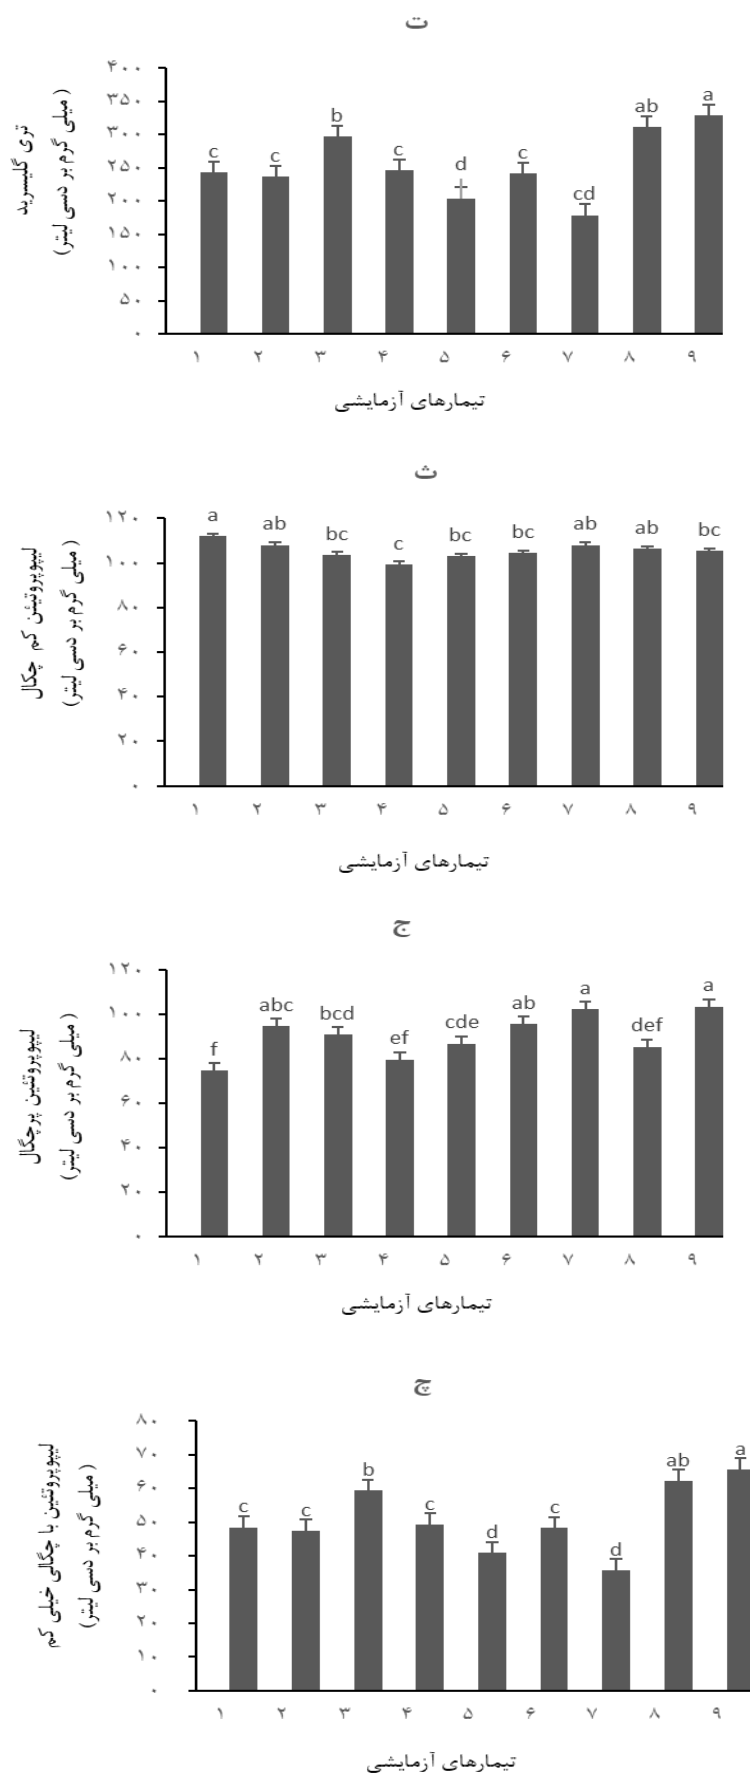 ت
تری گلیسرید
(میلی گرم بر دسی لیتر)
۴۰۰
۳۵۰
۳۰۰
۲۵۰
۲۰۰
۱۵۰
۱۰۰
۵۰
۰
c c b c d c cd ab a
۱ ۲ ۳ ۴ ۵ ۶ ۷ ۸ ۹
تیمارهای آزمایشی
ث
لیپوپروتیئن کم چگال
(میلی گرم بر دسی لیتر)
۱۲۰
۱۰۰
۸۰
۶۰
۴۰
۲۰
۰
a ab bc c bc bc ab ab bc
۱ ۲ ۳ ۴ ۵ ۶ ۷ ۸ ۹
تیمارهای آزمایشی
ج
لیپوپروتئین پرچگال
(میلی گرم بر دسی لیتر)
۱۲۰
۱۰۰
۸۰
۶۰
۴۰
۲۰
۰
f abc bcd ef cde ab a def a
۱ ۲ ۳ ۴ ۵ ۶ ۷ ۸ ۹
تیمارهای آزمایشی
چ
لیپوپروتئین با چگالی خیلی کم
(میلی گرم بر دسی لیتر)
۸۰
۷۰
۶۰
۵۰
۴۰
۳۰
۲۰
۱۰
۰
c c b c d c d ab a
۱ ۲ ۳ ۴ ۵ ۶ ۷ ۸ ۹
تیمارهای آزمایشی